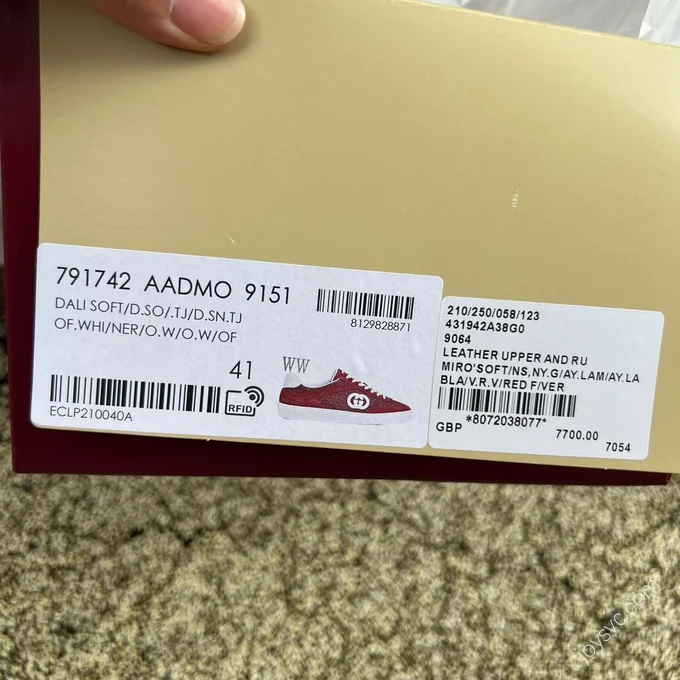 791742 AADMO 9151
DALI SOFT/D.SO/.TJ/D.SN.TJ
OF.WHI/NER/O.W/O.W/OF
8129828871
41
WW
RFID
ECLP210040A
210/250/058/123
431942A38G0
9064
LEATHER UPPER AND RU
MIRO'SOFT/NS,NY.G/AY.LAM/AY.LA
BLA/V.R.V/RED F/VER
*8072038077*
GBP 7700.00
7054
joysvc.com